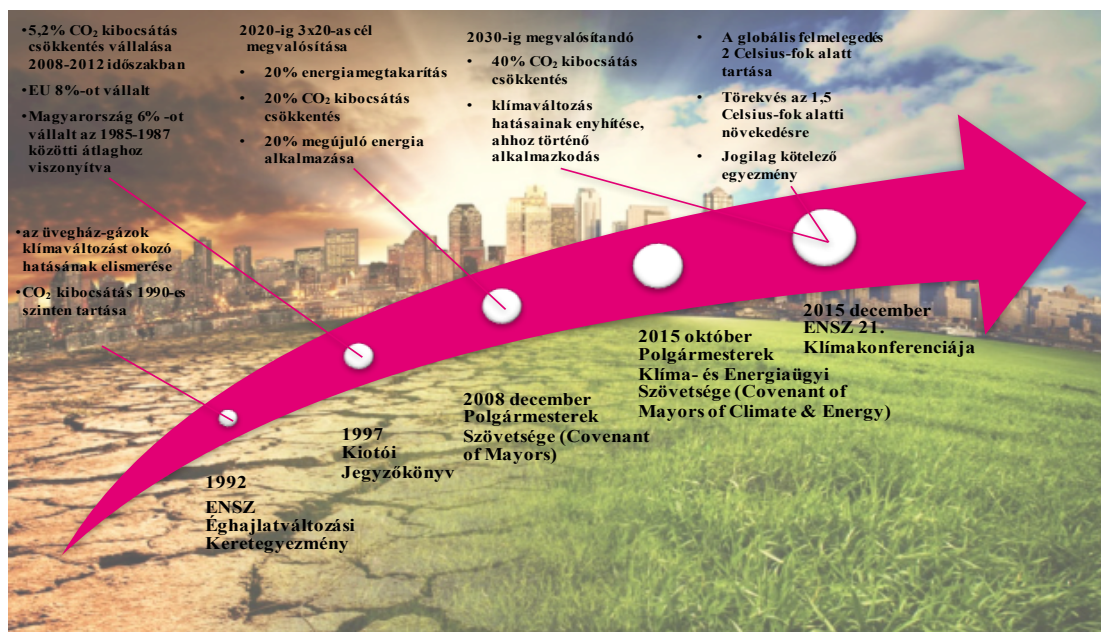 •5,2% CO₂ kibocsátás
csökkentés vállalása
2008-2012 időszakban
•EU 8%-ot vállalt
•Magyarország 6% -ot
vállalt az 1985-1987
közötti átlaghoz
viszonyítva
•az üvegház-gázok
klímaváltozást okozó
hatásának elismerése
•CO₂ kibocsátás 1990-es
szinten tartása
2020-ig 3x20-as cél
megvalósítása
• 20% energiamegtakarítás
• 20% CO₂ kibocsátás
csökkentés
• 20% megújuló energia
alkalmazása
2030-ig megvalósítandó
• 40% CO₂ kibocsátás
csökkentés
• klímaváltozás
hatásainak enyhítése,
ahhoz történő
alkalmazkodás
• A globális felmelegedés
2 Celsius-fok alatt
tartása
• Törekvés az 1,5
Celsius-fok alatti
növekedésre
• Jogilag kötelező
egyezmény
1992
ENSZ
Éghajlatváltozási
Keretegyezmény
1997
Kiotói
Jegyzőkönyv
2008 december
Polgármesterek
Szövetsége (Covenant
of Mayors)
2015 október
Polgármesterek
Klíma- és Energiaügyi
Szövetsége (Covenant of
Mayors of Climate & Energy)
2015 december
ENSZ 21.
Klímakonferenciája